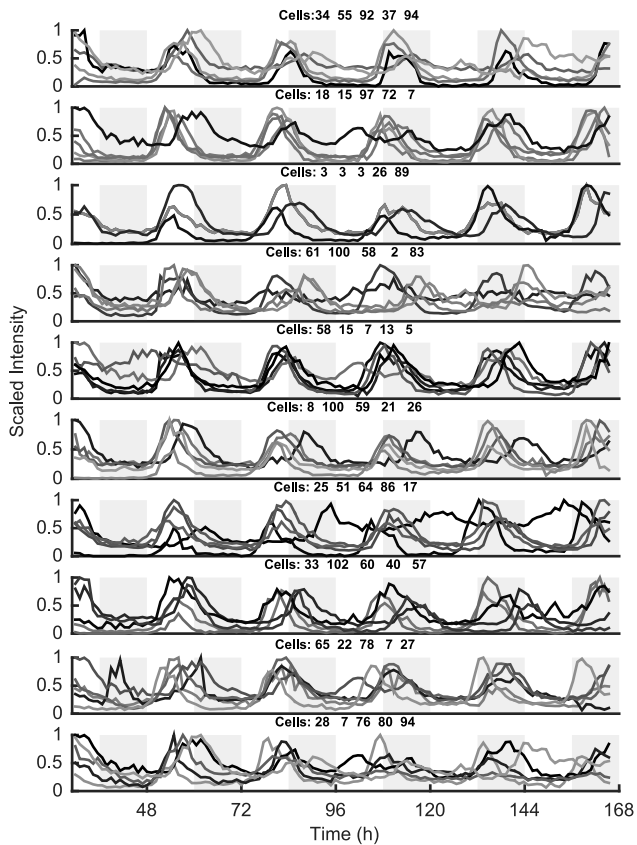 Cells:34 55 92 37 94
1
0.5
0
Cells: 18 15 97 72 7
1
0.5
0
Cells: 3 3 3 26 89
1
0.5
0
Cells: 61 100 58 2 83
1
0.5
0
Cells: 58 15 7 13 5
1
0.5
0
Cells: 8 100 59 21 26
1
0.5
0
Cells: 25 51 64 86 17
1
0.5
0
Cells: 33 102 60 40 57
1
0.5
0
Cells: 65 22 78 7 27
1
0.5
0
Cells: 28 7 76 80 94
1
0.5
0
Scaled Intensity
48 72 96 120 144 168
Time (h)